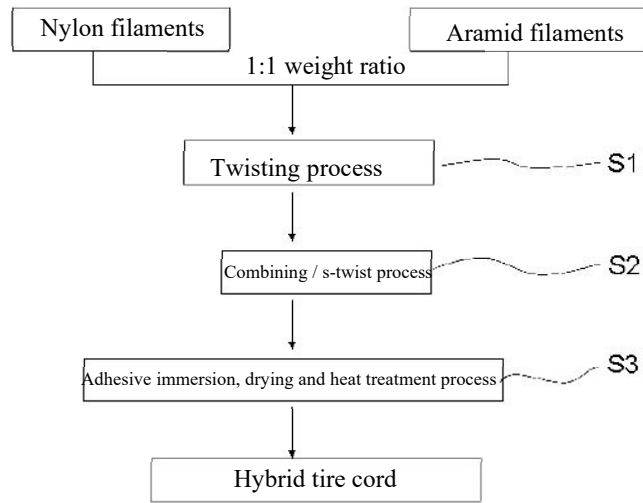 Nylon filaments
Aramid filaments
1:1 weight ratio
Twisting process
S1
Combining / s-twist process
S2
Adhesive immersion, drying and heat treatment process
S3
Hybrid tire cord